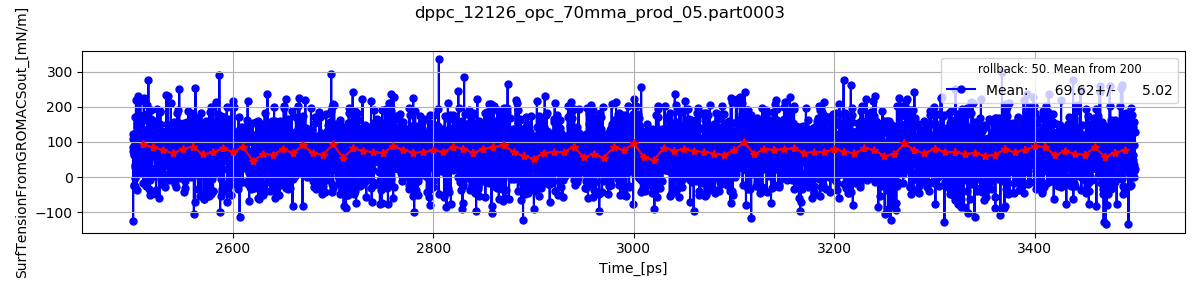 dppc_12126_opc_70mma_prod_05.part0003
SurfTensionFromGROMACSout_[mN/m]
300
200
100
0
−100
rollback: 50. Mean from 200
Mean: 69.62+/- 5.02
2600 2800 3000 3200 3400
Time_[ps]